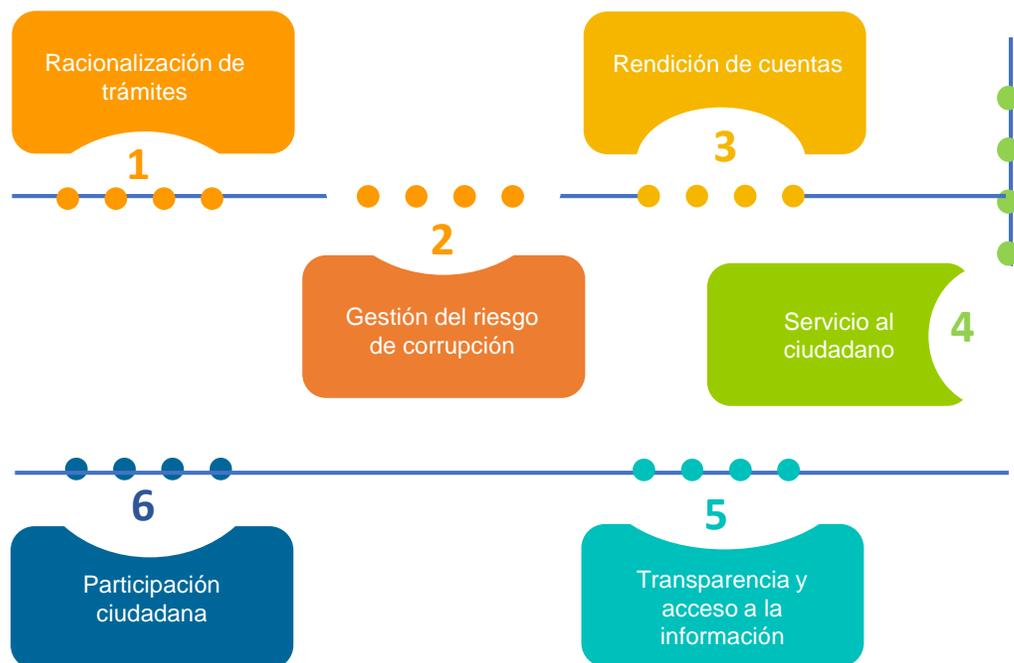 Racionalización de
trámites
1
2
Gestión del riesgo
de corrupción
Rendición de cuentas
3
Servicio al
ciudadano
4
5
Transparencia y
acceso a la
información
6
Participación
ciudadana